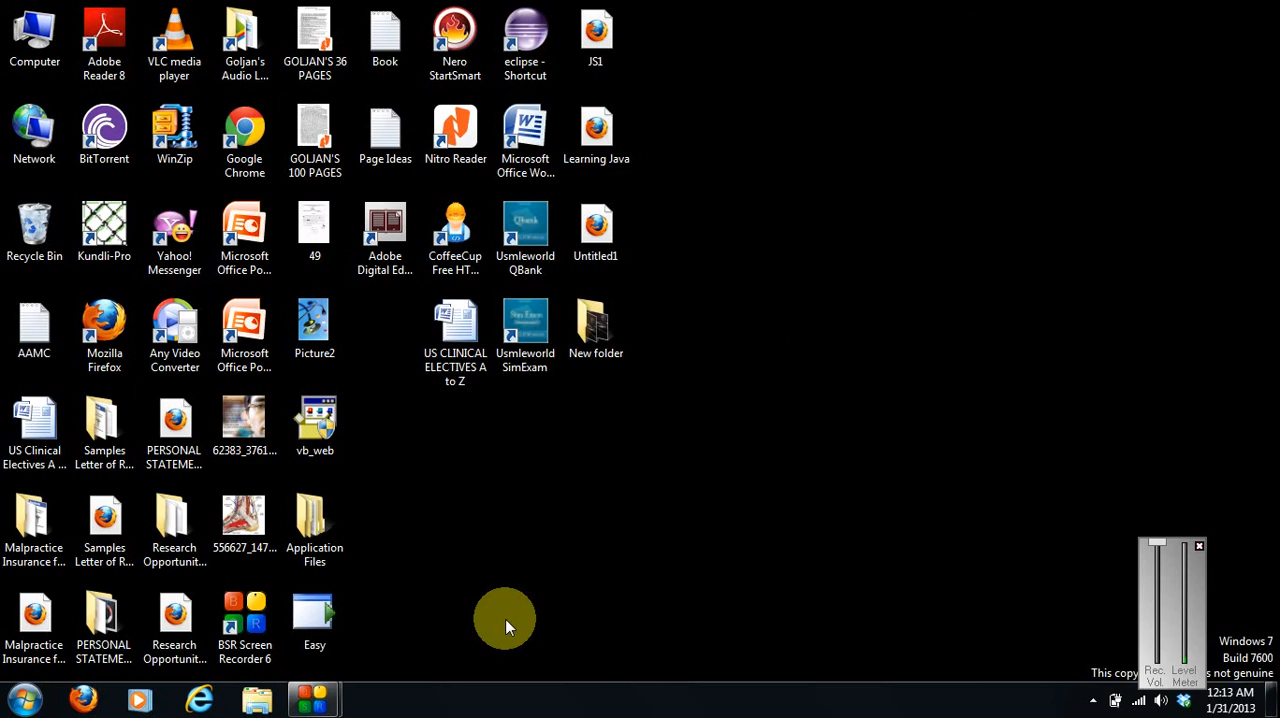 Computer
Adobe
Reader 8
VLC media
player
Goljan's
Audio L...
GOLJAN'S 36
PAGES
Book
Nero
StartSmart
eclipse -
Shortcut
JS1
Network
BitTorrent
WinZip
Google
Chrome
GOLJAN'S
100 PAGES
Page Ideas
Nitro Reader
Microsoft
Office Wo...
Learning Java
Recycle Bin
Kundli-Pro
Yahoo!
Messenger
Microsoft
Office Po...
49
Adobe
Digital Ed...
CoffeeCup
Free HT...
Qbank
Usmleworld
QBank
Untitled1
AAMC
Mozilla
Firefox
Any Video
Converter
Microsoft
Office Po...
Picture2
US CLINICAL
ELECTIVES A
to Z
Sim Exam
Usmleworld
SimExam
New folder
US Clinical
Electives A ...
Samples
Letter of R...
PERSONAL
STATEME...
62383_3761...
vb_web
Malpractice
Insurance f...
Samples
Letter of R...
Research
Opportunit...
556627_147...
Application
Files
Malpractice
Insurance f...
PERSONAL
STATEME...
Research
Opportunit...
B
R
BSR Screen
Recorder 6
Easy
Rec.
Vol.
Level
Meter
Windows 7
Build 7600
This copy
s not genuine
12:13 AM
1/31/2013